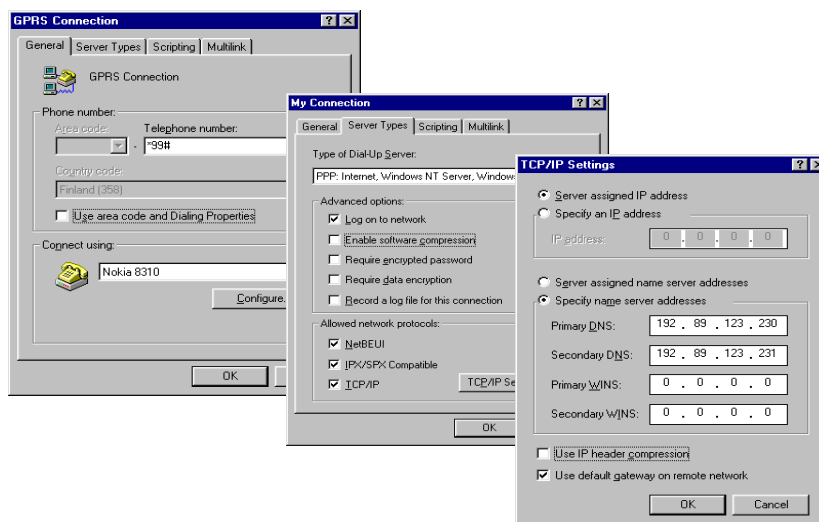 GPRS Connection
General Server Types Scripting Multilink
GPRS Connection
Phone number:
Area code: Telephone number:
- *99#
Country code:
Finland (358)
Use area code and Dialing Properties
Connect using:
Nokia 8310
Configure.
OK
My Connection
General Server Types Scripting Multilink
Type of Dial-Up Server:
PPP: Internet, Windows NT Server, Windows
Advanced options:
Log on to network
Enable software compression
Require encrypted password
Require data encryption
Record a log file for this connection
Allowed network protocols:
NetBEUI
IPX/SPX Compatible
TCP/IP
TCP/IP Se
OK
TCP/IP Settings
Server assigned IP address
Specify an IP address
IP address: 0 . 0 . 0 . 0
Server assigned name server addresses
Specify name server addresses
Primary DNS: 192 . 89 . 123 . 230
Secondary DNS: 192 . 89 . 123 . 231
Primary WINS: 0 . 0 . 0 . 0
Secondary WINS: 0 . 0 . 0 . 0
Use IP header compression
Use default gateway on remote network
OK Cancel